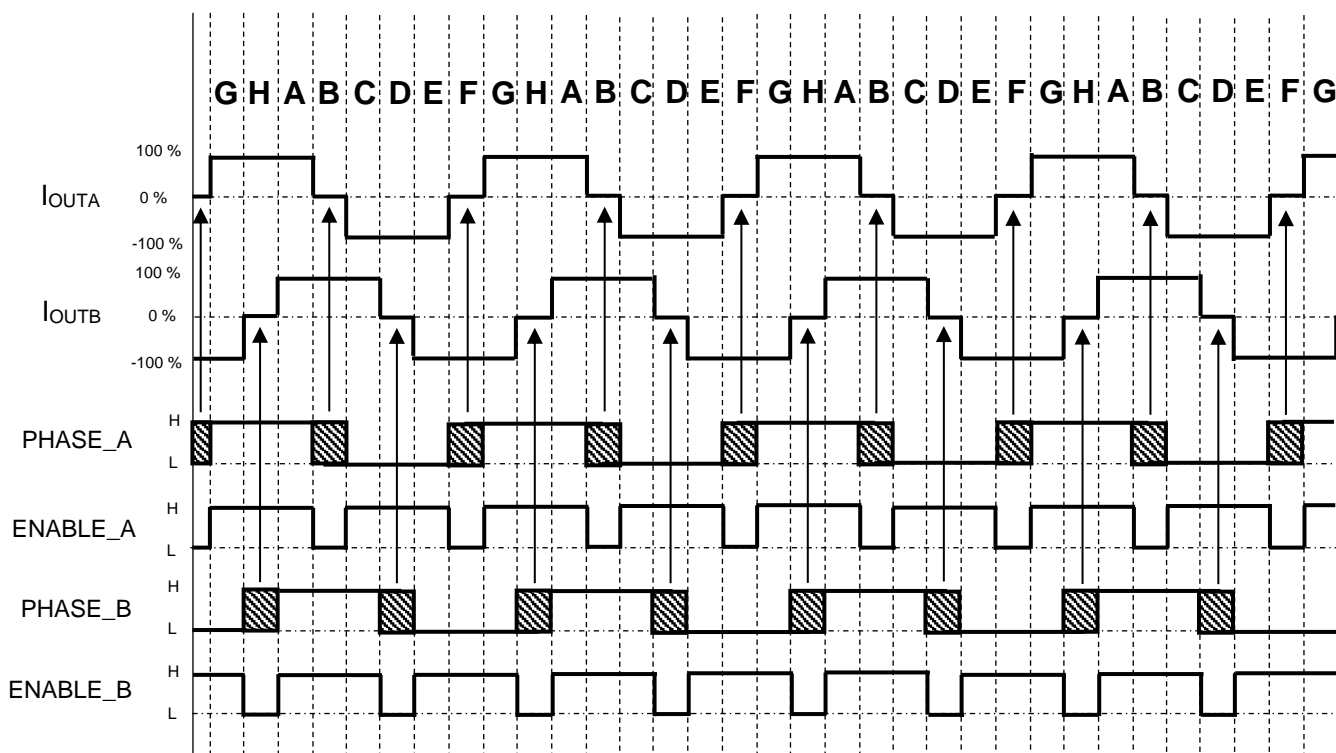 G H A B C D E F G H A B C D E F G H A B C D E F G H A B C D E F G
100 %
IOUTA
0 %
-100 %
100 %
IOUTB
0 %
-100 %
H
PHASE_A
L
H
ENABLE_A
L
H
PHASE_B
L
H
ENABLE_B
L